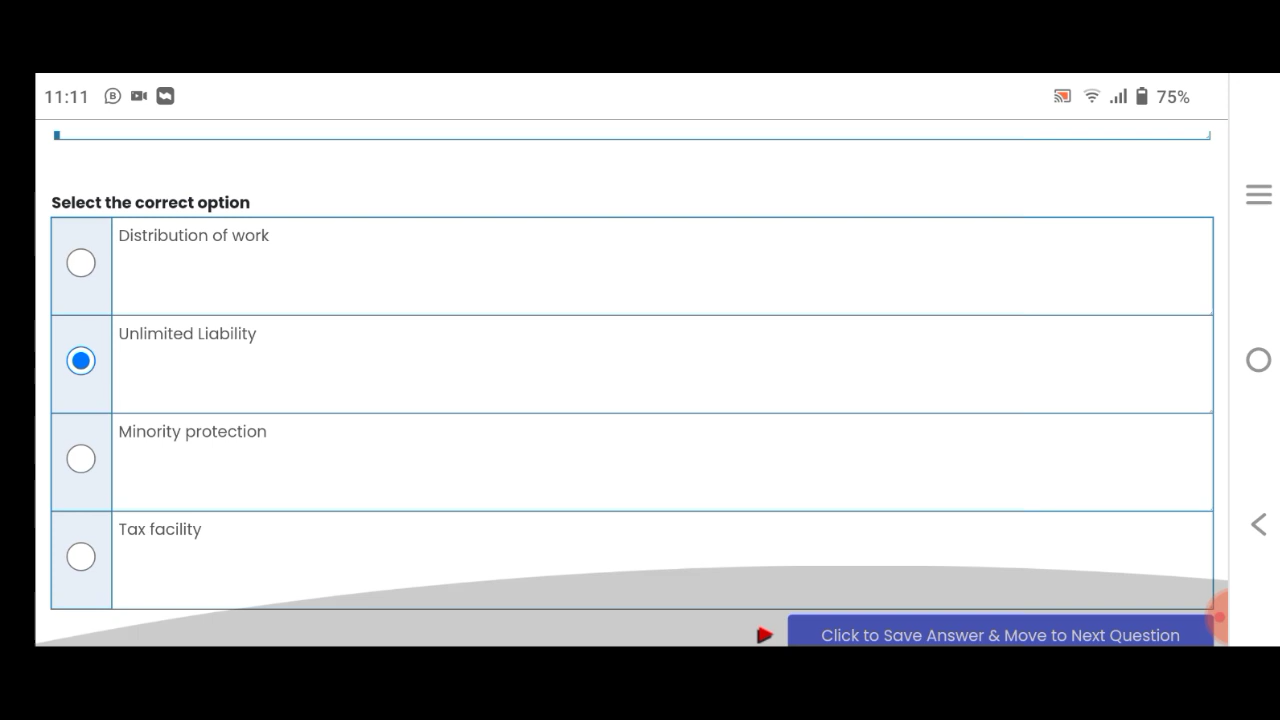 11:11
75%
Select the correct option
Distribution of work
Unlimited Liability
Minority protection
Tax facility
Click to Save Answer & Move to Next Question